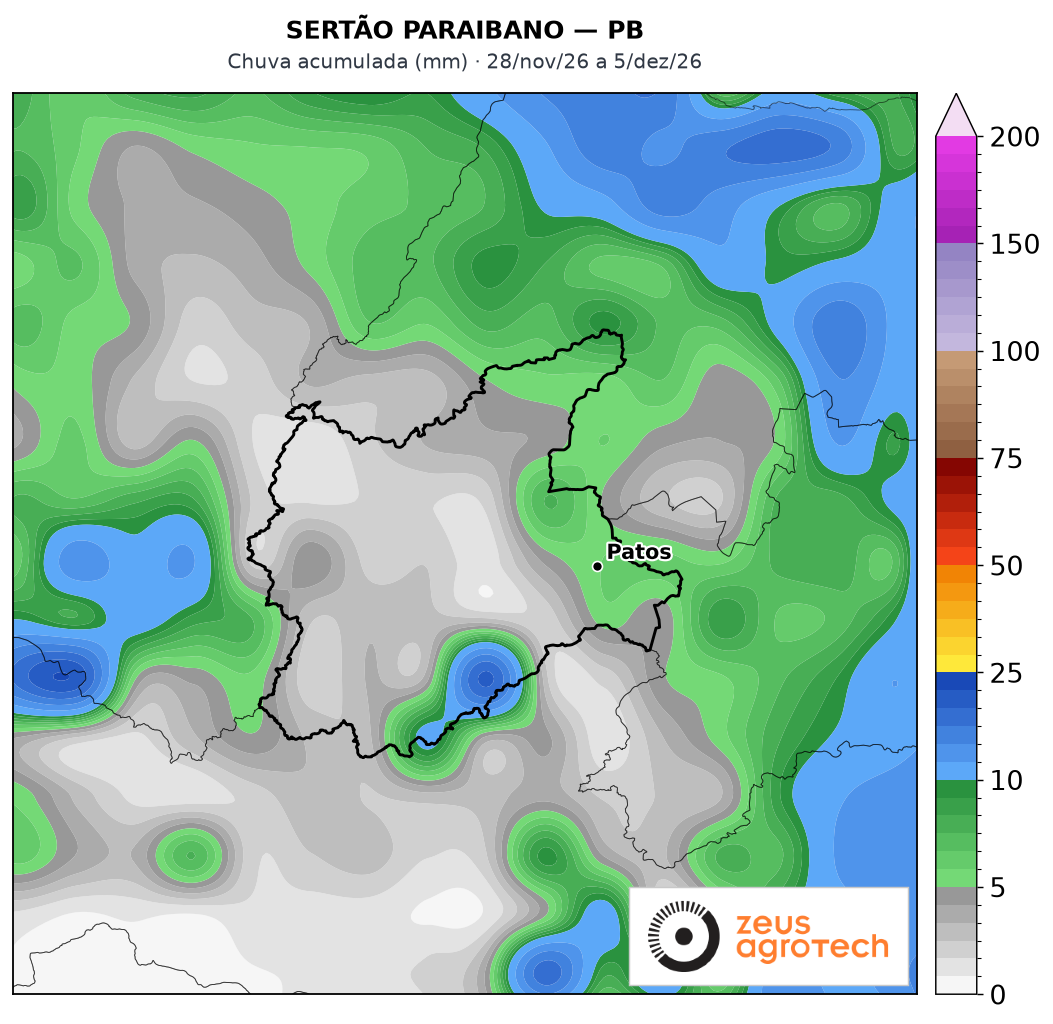 SERTÃO PARAIBANO — PB
Chuva acumulada (mm) · 28/nov/26 a 5/dez/26
200
150
100
75
50
25
10
5
0
Patos
zeus
agrotech